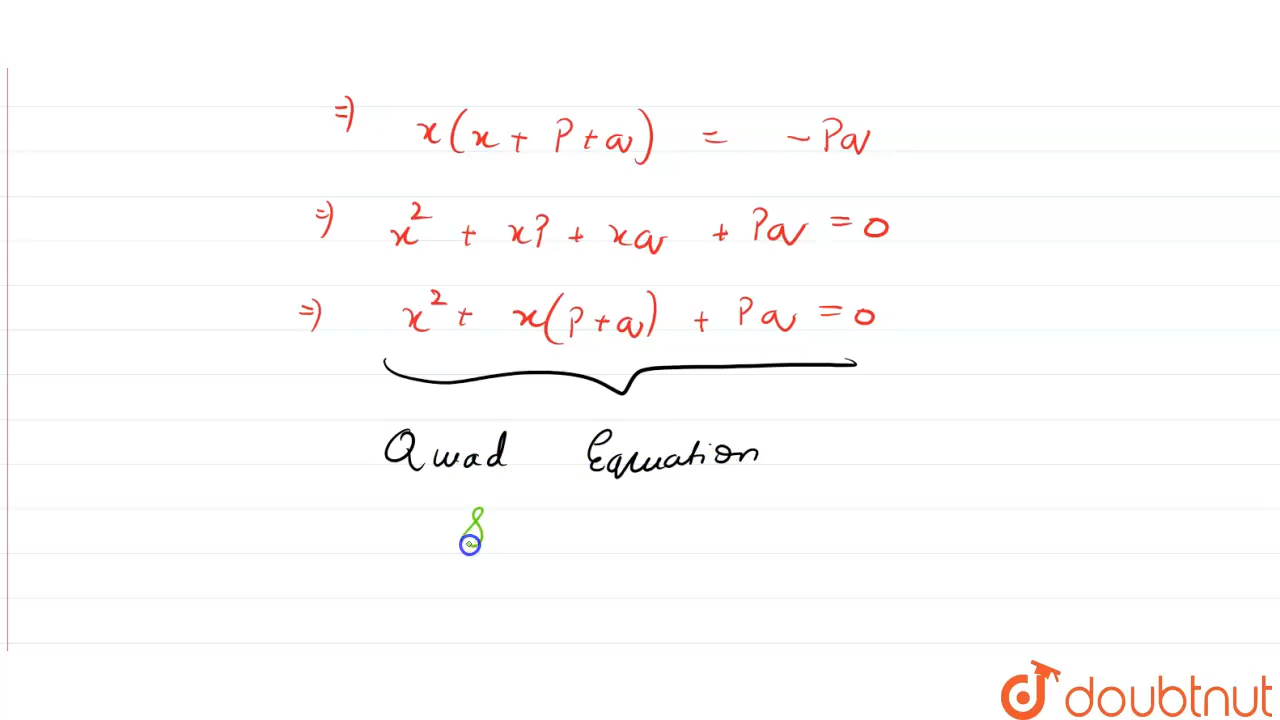 => x(x + P + q) = - Pq
=> x² + xP + xq + Pq = 0
=> x² + x(P + q) + Pq = 0
Quad Equation
doubtnut